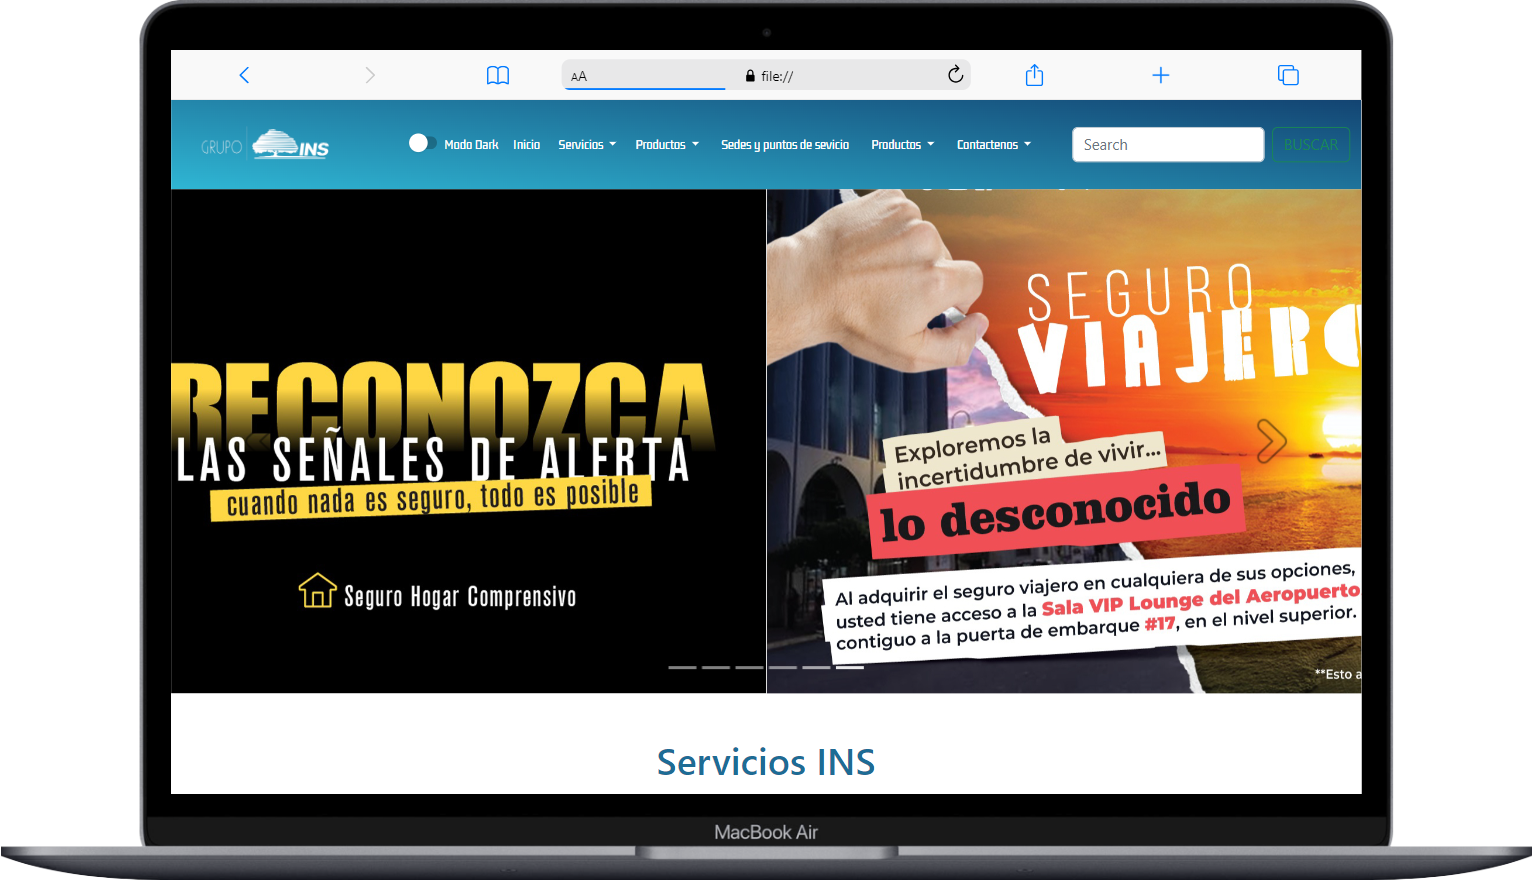 AA file://
GRUPO INS
Modo Dark Inicio Servicios Productos Sedes y puntos de sevicio Productos Contactenos Search BUSCAR
RECONOZCA
LAS SEÑALES DE ALERTA
cuando nada es seguro, todo es posible
Seguro Hogar Comprensivo
SEGURO
VIAJERO
Exploremos la
incertidumbre de vivir...
lo desconocido
Al adquirir el seguro viajero en cualquiera de sus opciones,
usted tiene acceso a la Sala VIP Lounge del Aeropuerto
contiguo a la puerta de embarque #17, en el nivel superior.
**Esto a
Servicios INS
MacBook Air